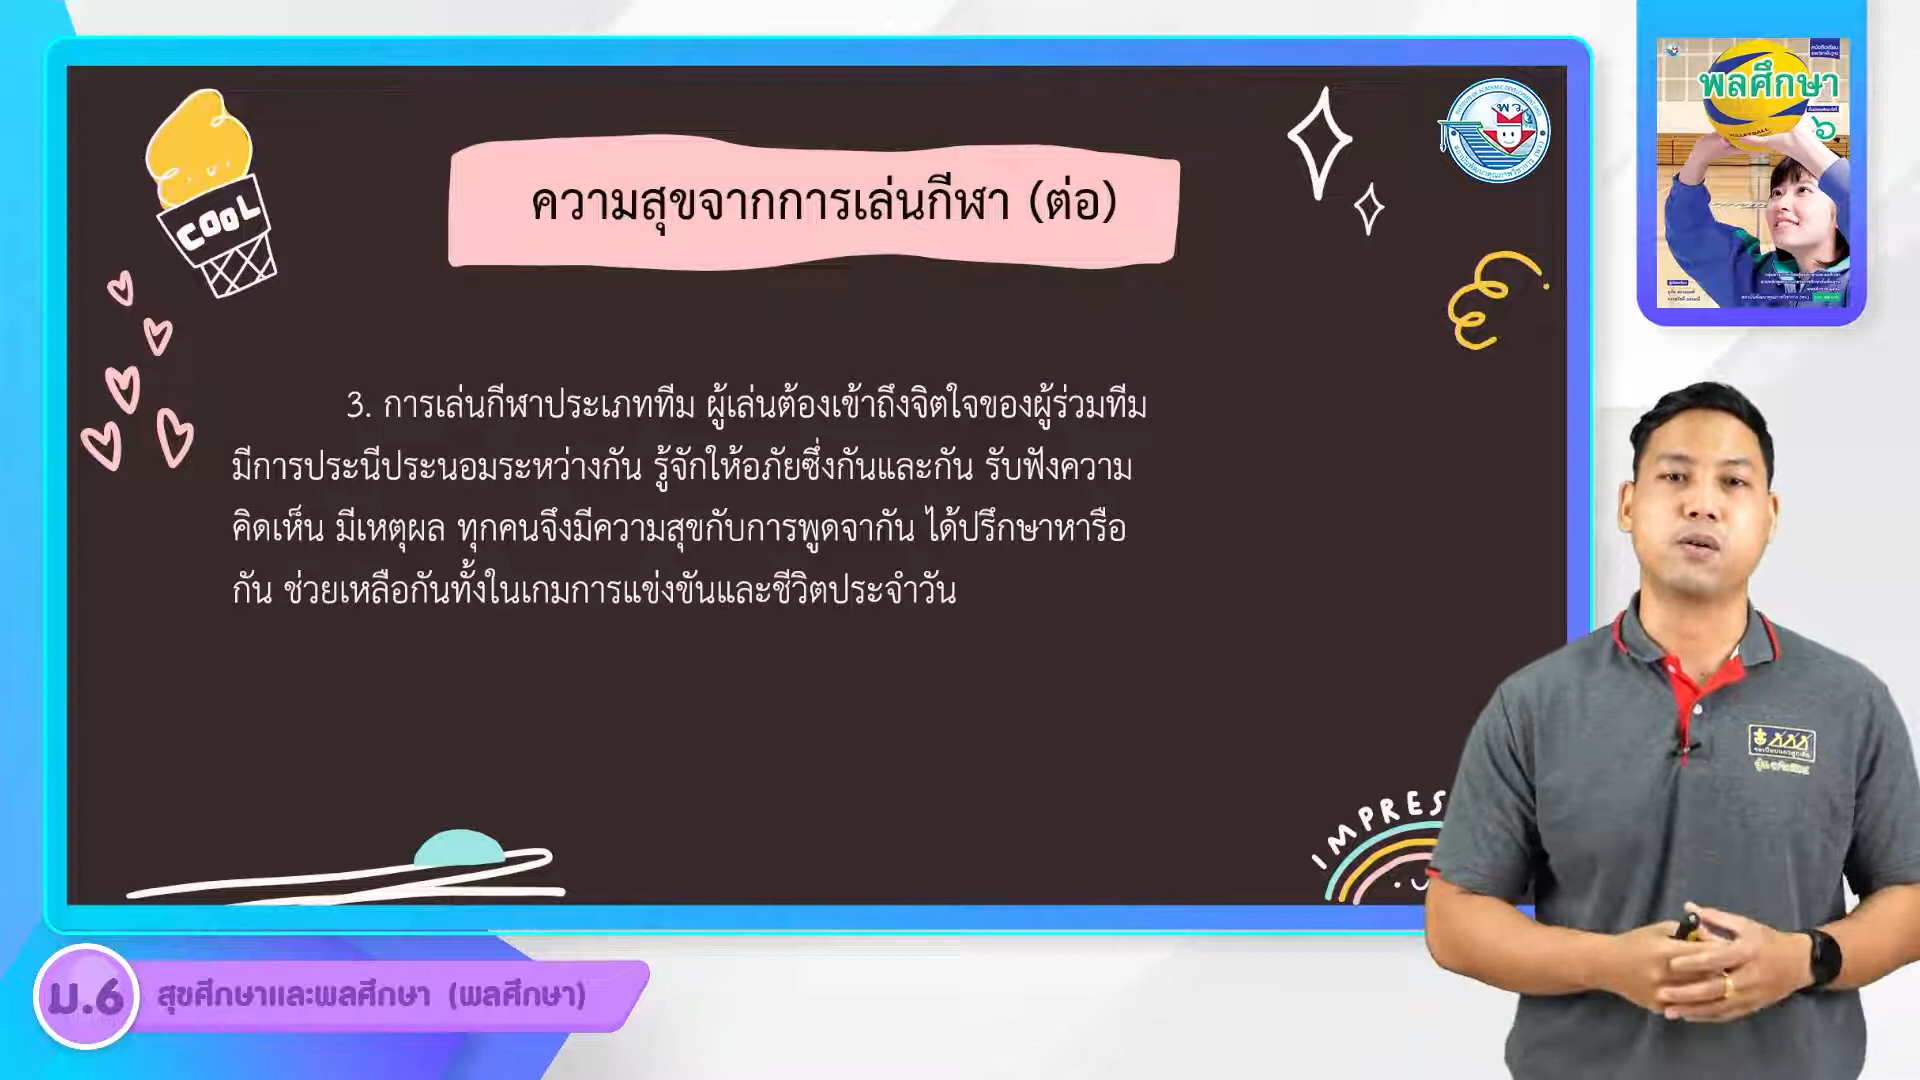 COOL
ความสุขจากการเล่นกีฬา (ต่อ)
3. การเล่นกีฬาประเภททีม ผู้เล่นต้องเข้าถึงจิตใจของผู้ร่วมทีม
มีการประนีประนอมระหว่างกัน รู้จักให้อภัยซึ่งกันและกัน รับฟังความ
คิดเห็น มีเหตุผล ทุกคนจึงมีความสุขกับการพูดจากัน ได้ปรึกษาหารือ
กัน ช่วยเหลือกันทั้งในเกมการแข่งขันและชีวิตประจำวัน
IMPRES
พว
พลศึกษา
๖
VOLLEYBALL
ม.6
สุขศึกษาและพลศึกษา (พลศึกษา)